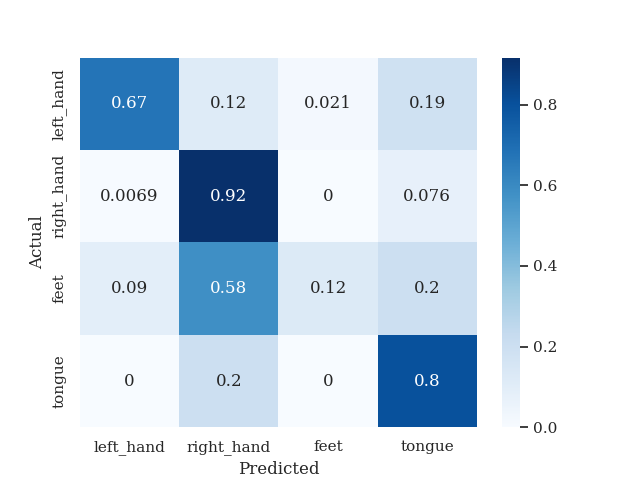 left_hand 0.67 0.12 0.021 0.19
right_hand 0.0069 0.92 0 0.076
feet 0.09 0.58 0.12 0.2
tongue 0 0.2 0 0.8
left_hand right_hand feet tongue
Predicted
Actual
0.8
0.6
0.4
0.2
0.0